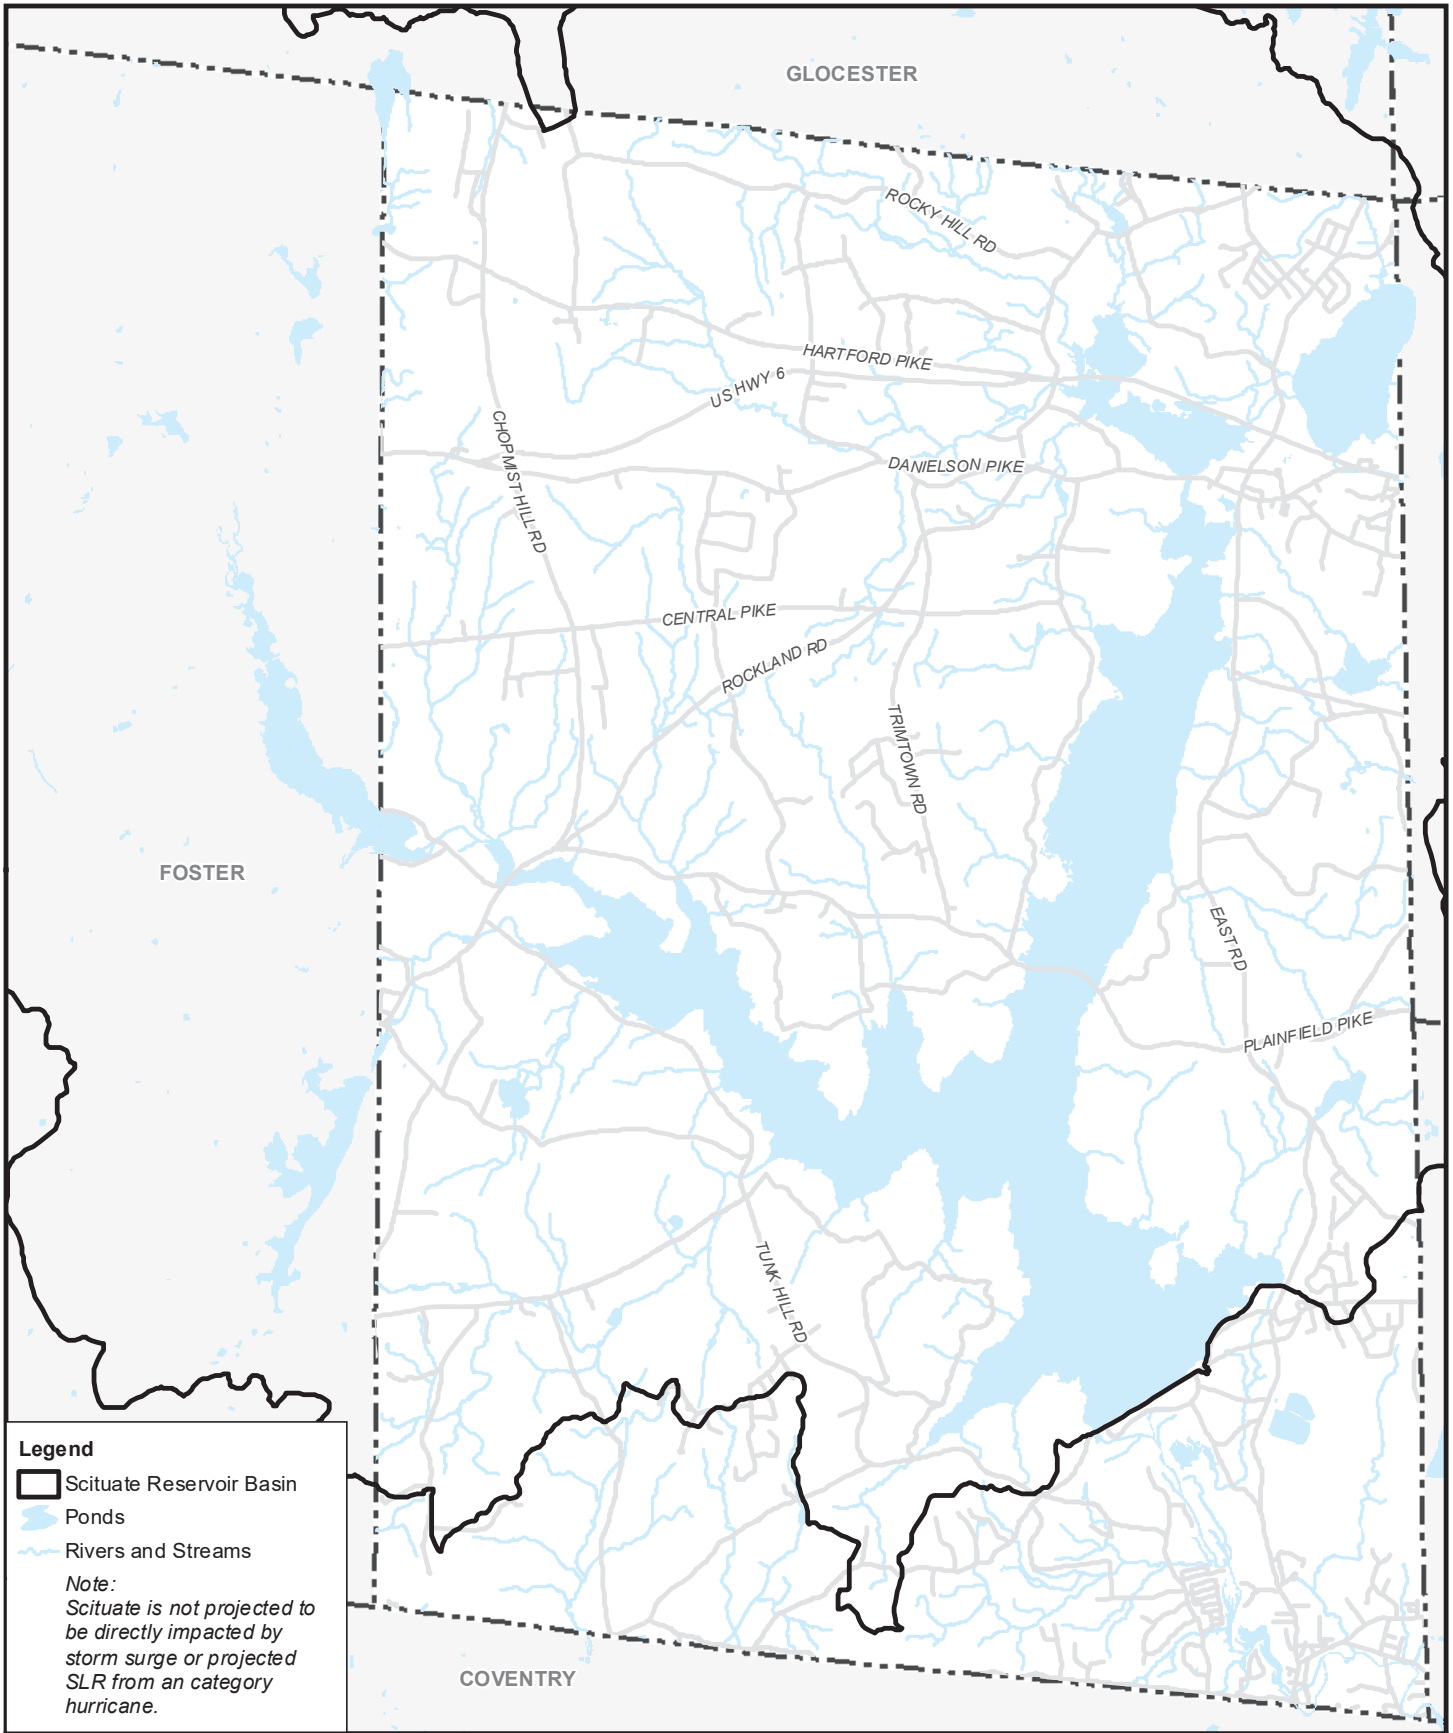 GLOCESTER
ROCKY HILL RD
HARTFORD PIKE
US HWY 6
CHOPMIST HILL RD
DANIELSON PIKE
CENTRAL PIKE
ROCKLAND RD
TRIMTOWN RD
FOSTER
EAST RD
PLAINFIELD PIKE
TUNK HILL RD
Legend
Scituate Reservoir Basin
Ponds
Rivers and Streams
Note:
Scituate is not projected to
be directly impacted by
storm surge or projected
SLR from an category
hurricane.
COVENTRY